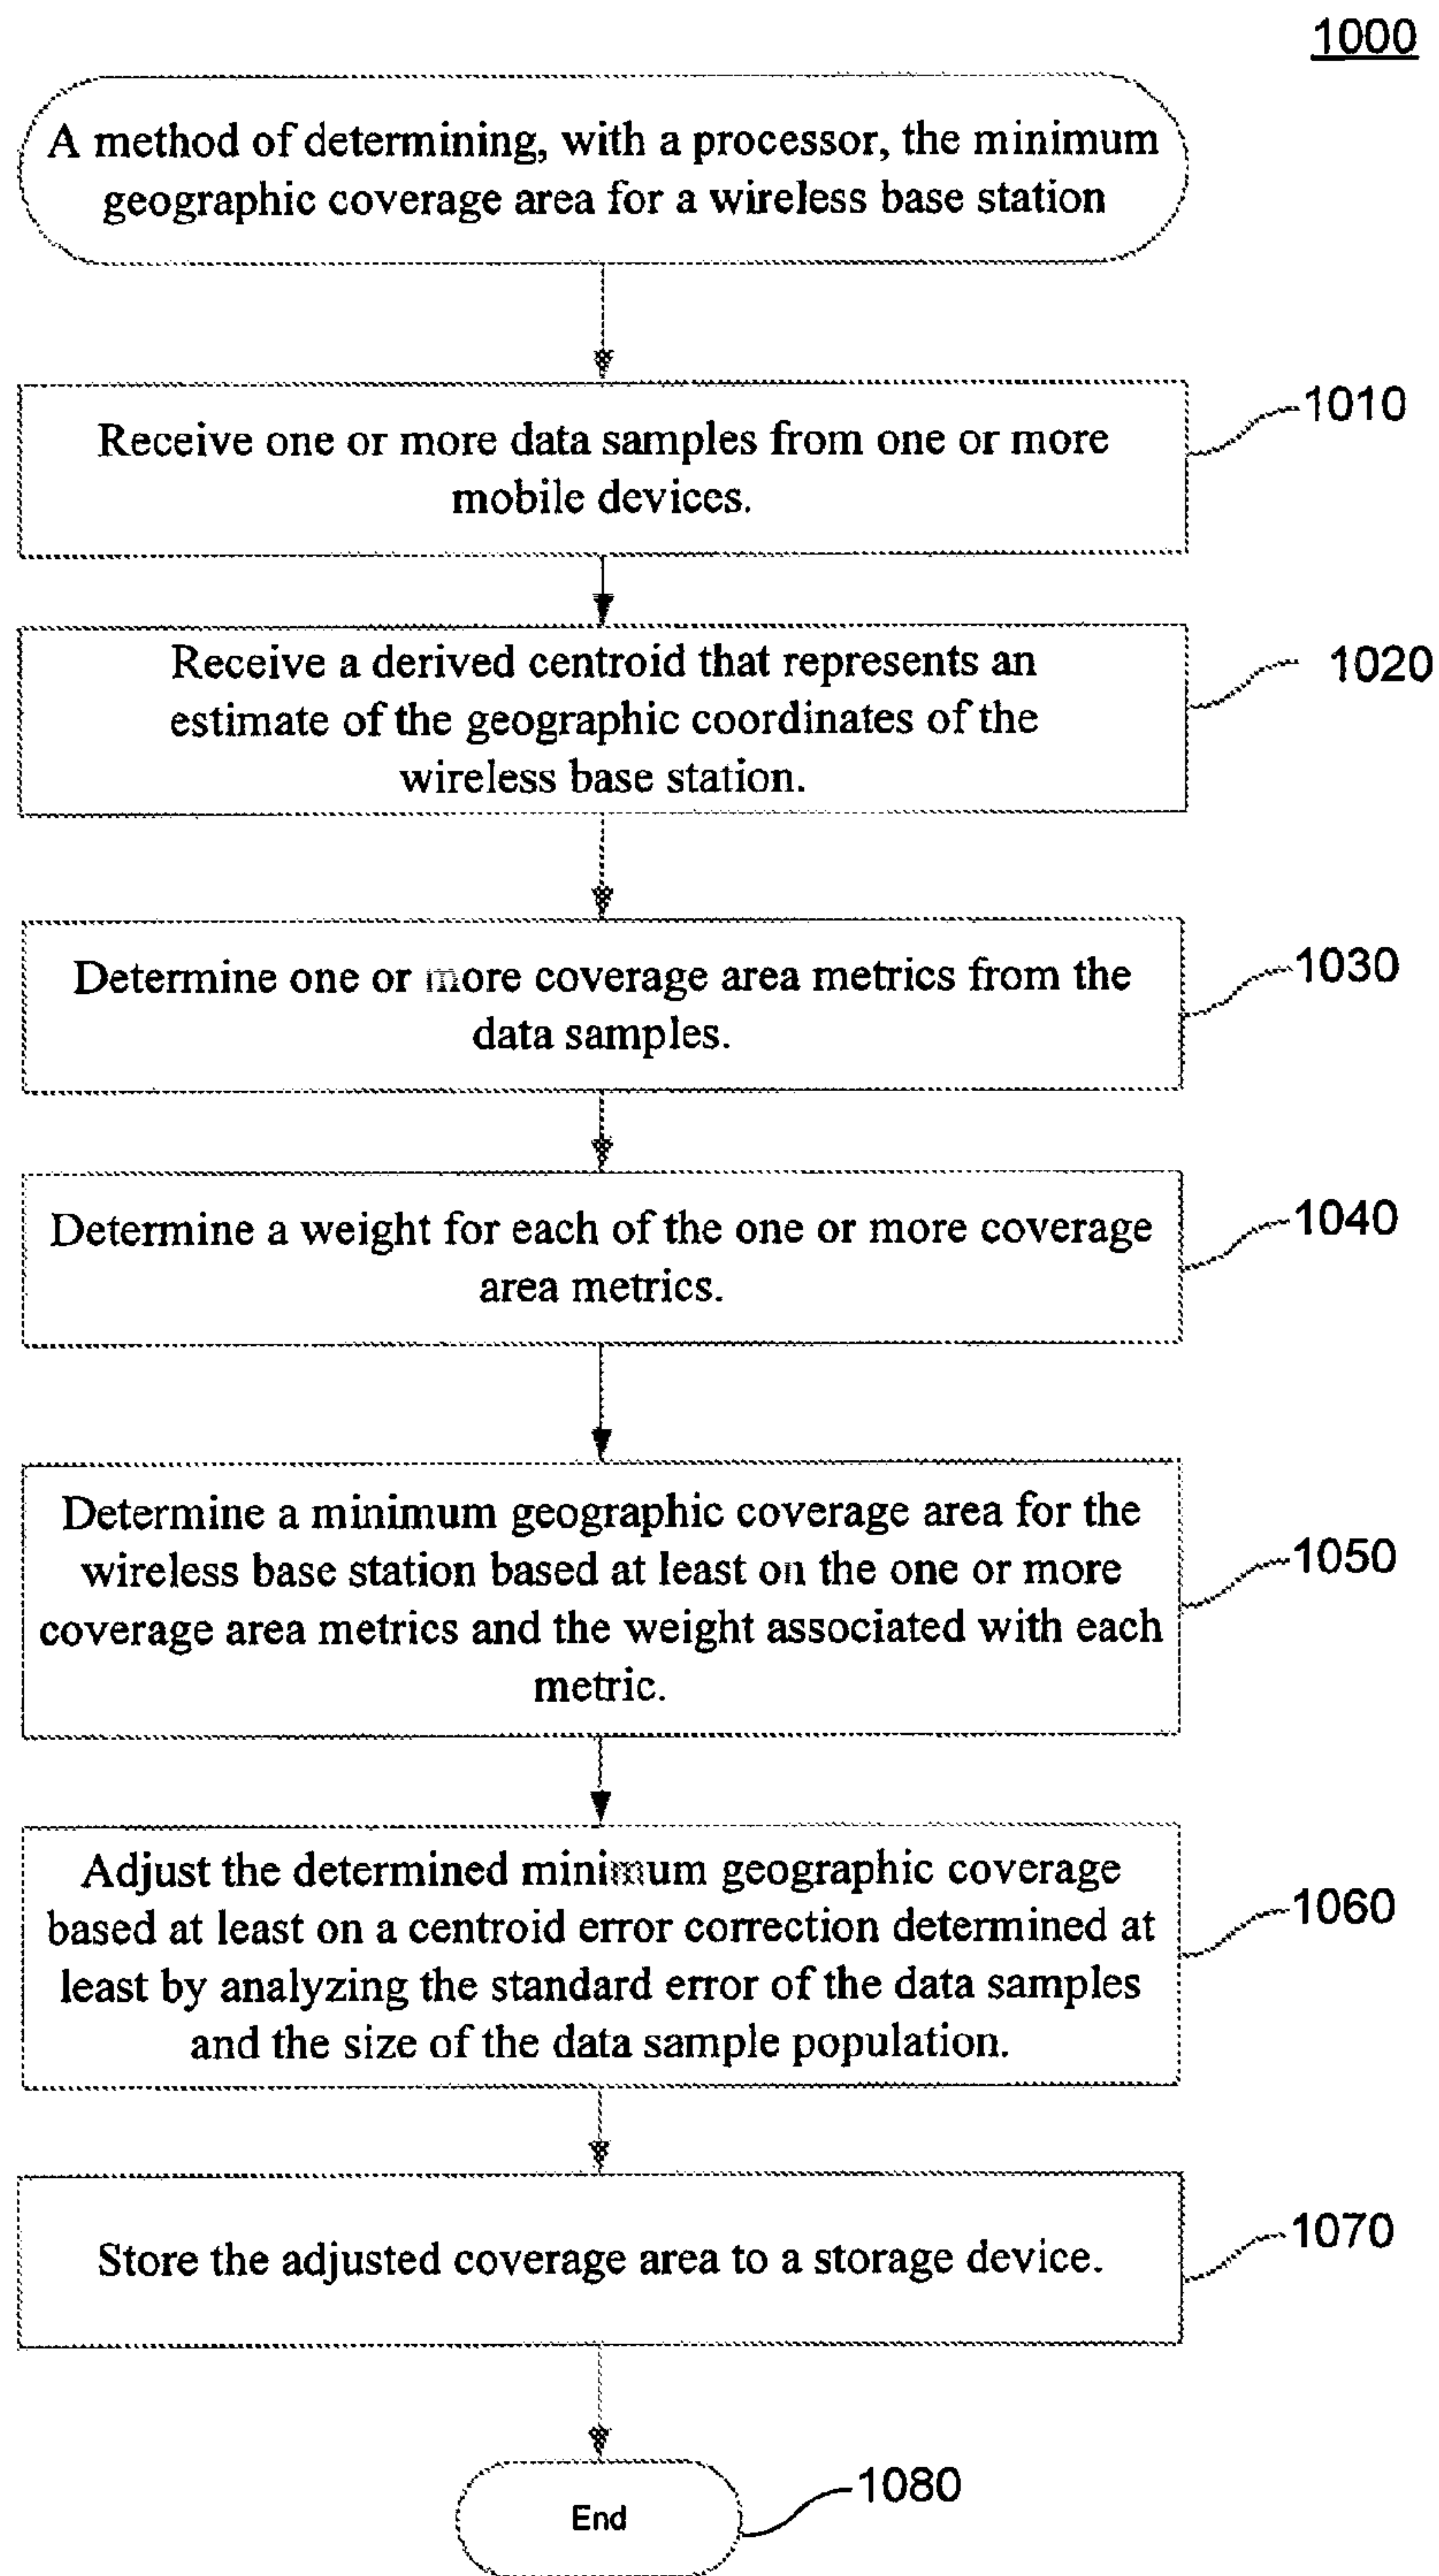 1000
A method of determining, with a processor, the minimum
geographic coverage area for a wireless base station
Receive one or more data samples from one or more
mobile devices.
1010
Receive a derived centroid that represents an
estimate of the geographic coordinates of the
wireless base station.
1020
Determine one or more coverage area metrics from the
data samples.
1030
Determine a weight for each of the one or more coverage
area metrics.
1040
Determine a minimum geographic coverage area for the
wireless base station based at least on the one or more
coverage area metrics and the weight associated with each
metric.
1050
Adjust the determined minimum geographic coverage
based at least on a centroid error correction determined at
least by analyzing the standard error of the data samples
and the size of the data sample population.
1060
Store the adjusted coverage area to a storage device.
1070
End
1080